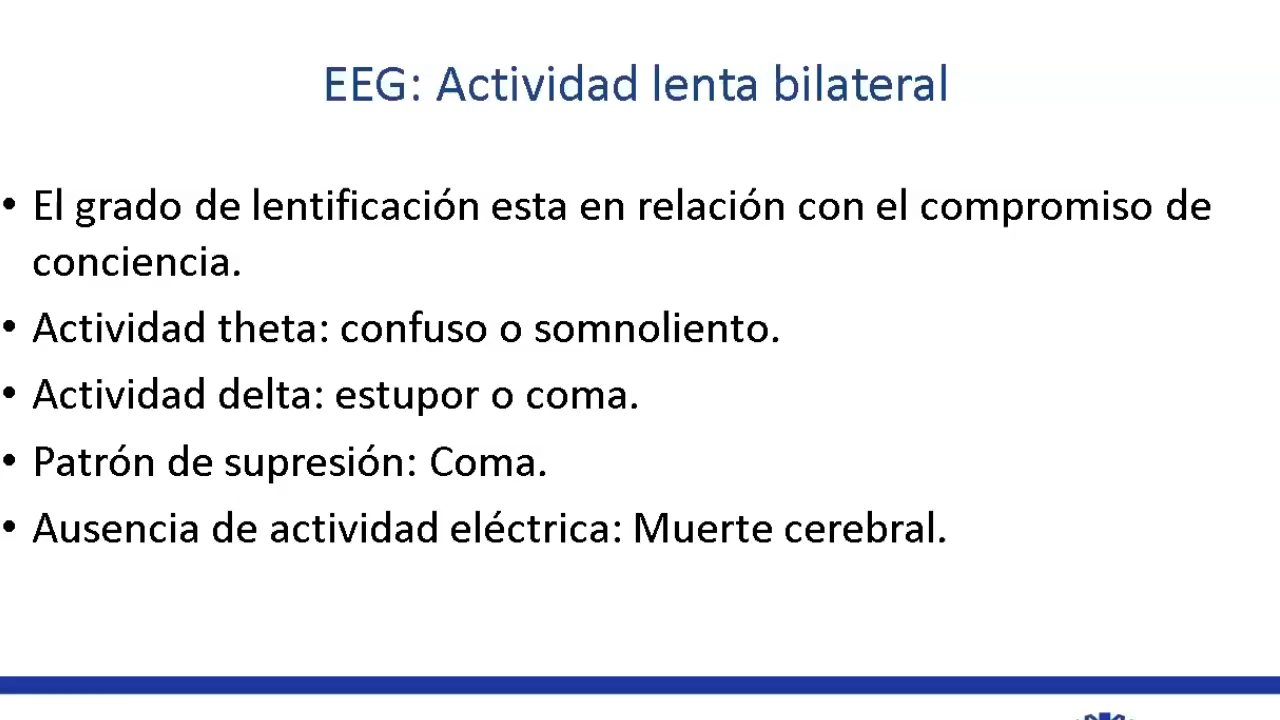 EEG: Actividad lenta bilateral
• El grado de lentificación esta en relación con el compromiso de
conciencia.
• Actividad theta: confuso o somnoliento.
• Actividad delta: estupor o coma.
• Patrón de supresión: Coma.
• Ausencia de actividad eléctrica: Muerte cerebral.